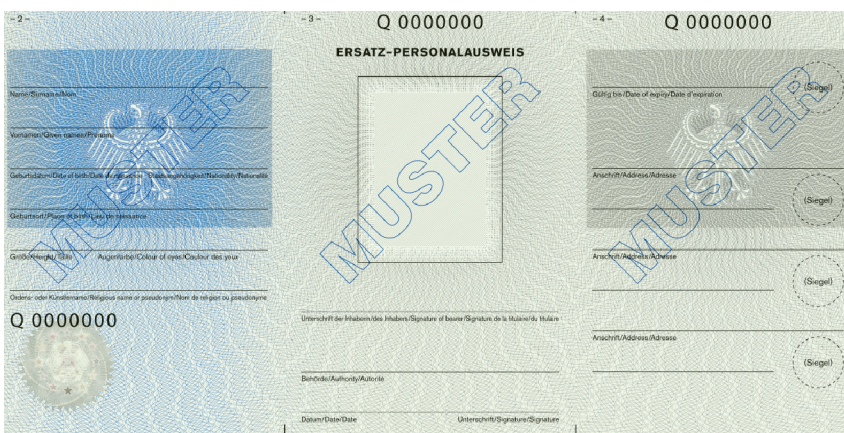 - 2 -
Name/Surname/Nom
Vornamen/Given names/Prénoms
Geburtsdatum/Date of birth/Date de naissance Staatsangehörigkeit/Nationality/Nationalité
Geburtsort/Place of birth/Lieu de naissance
Größe/Height/Taille Augenfarbe/Colour of eyes/Couleur des yeux
Ordens- oder Künstlername/Religious name or pseudonym/Nom de religion ou pseudonyme
Q 0000000
MUSTER
- 3 -
Q 0000000
ERSATZ-PERSONALAUSWEIS
MUSTER
Unterschrift der Inhaberin/des Inhabers/Signature of bearer/Signature de la titulaire/du titulaire
Behörde/Authority/Autorité
Datum/Date/Date Unterschrift/Signature/Signature
- 4 -
Q 0000000
(Siegel)
Gültig bis/Date of expiry/Date d'expiration
MUSTER
Anschrift/Address/Adresse
(Siegel)
Anschrift/Address/Adresse
(Siegel)
Anschrift/Address/Adresse
(Siegel)